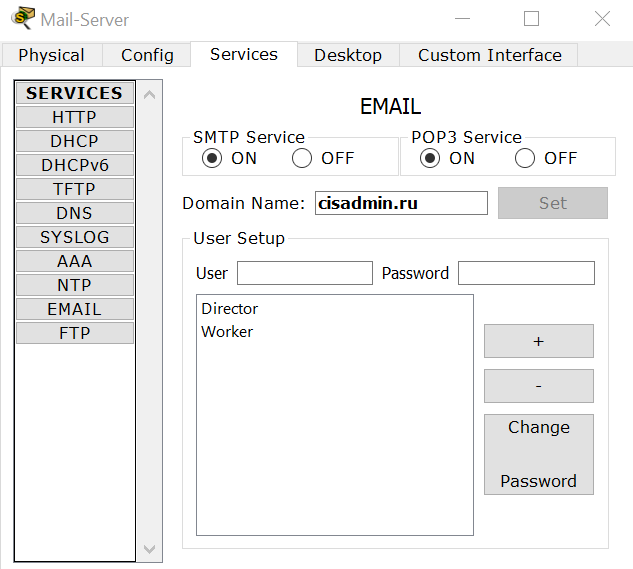 Mail-Server
Physical Config Services Desktop Custom Interface
SERVICES
HTTP
DHCP
DHCPv6
TFTP
DNS
SYSLOG
AAA
NTP
EMAIL
FTP
EMAIL
SMTP Service
ON OFF
POP3 Service
ON OFF
Domain Name: cisadmin.ru Set
User Setup
User Password
Director
Worker
+
-
Change
Password